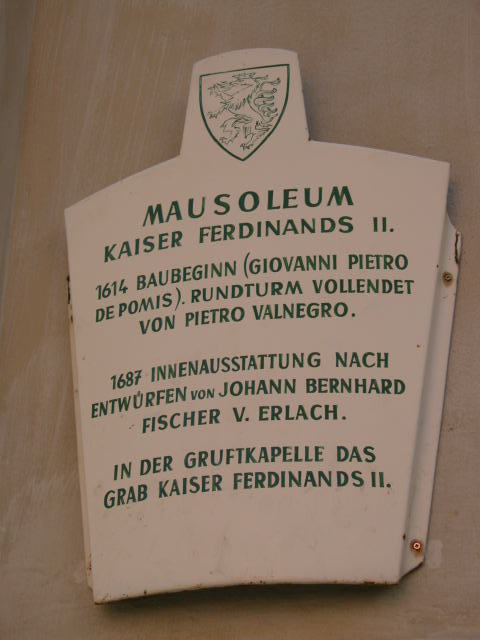 MAUSOLEUM
KAISER FERDINANDS II.
1614 BAUBEGINN (GIOVANNI PIETRO
DE POMIS). RUNDTURM VOLLENDET
VON PIETRO VALNEGRO.
1687 INNENAUSSTATTUNG NACH
ENTWÜRFEN VON JOHANN BERNHARD
FISCHER V. ERLACH.
IN DER GRUFTKAPELLE DAS
GRAB KAISER FERDINANDS II.